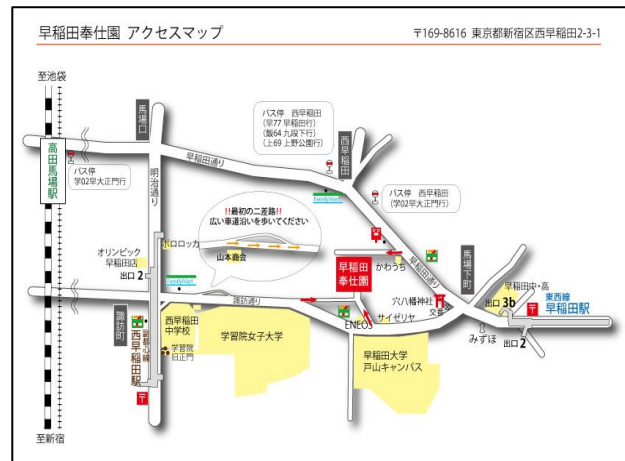 早稲田奉仕園 アクセスマップ
〒169-8616 東京都新宿区西早稲田2-3-1
至池袋
馬場口
バス停 西早稲田
(早77 早稲田行)
(飯64 九段下行)
(上69 上野公園行)
西早稲田
高田馬場駅
バス停
学02早大正門行
早稲田通り
明治通り
FamilyMart
バス停 西早稲田
(学02早大正門行)
!!最初の二差路!!
広い車道沿いを歩いてください
ポロロッカ
山本商会
オリンピック
早稲田店
出口 2
FamilyMart
早稲田
奉仕園
かわうち
早稲田通り
馬場下町
早稲田中・高
出口 3b
東西線
早稲田駅
穴八幡神社
交番
諏訪通り
諏訪町
副都心線
西早稲田駅
西早稲田
中学校
学習院
旧正門
学習院女子大学
ENEOS
サイゼリヤ
早稲田大学
戸山キャンパス
みずほ
出口 2
至新宿